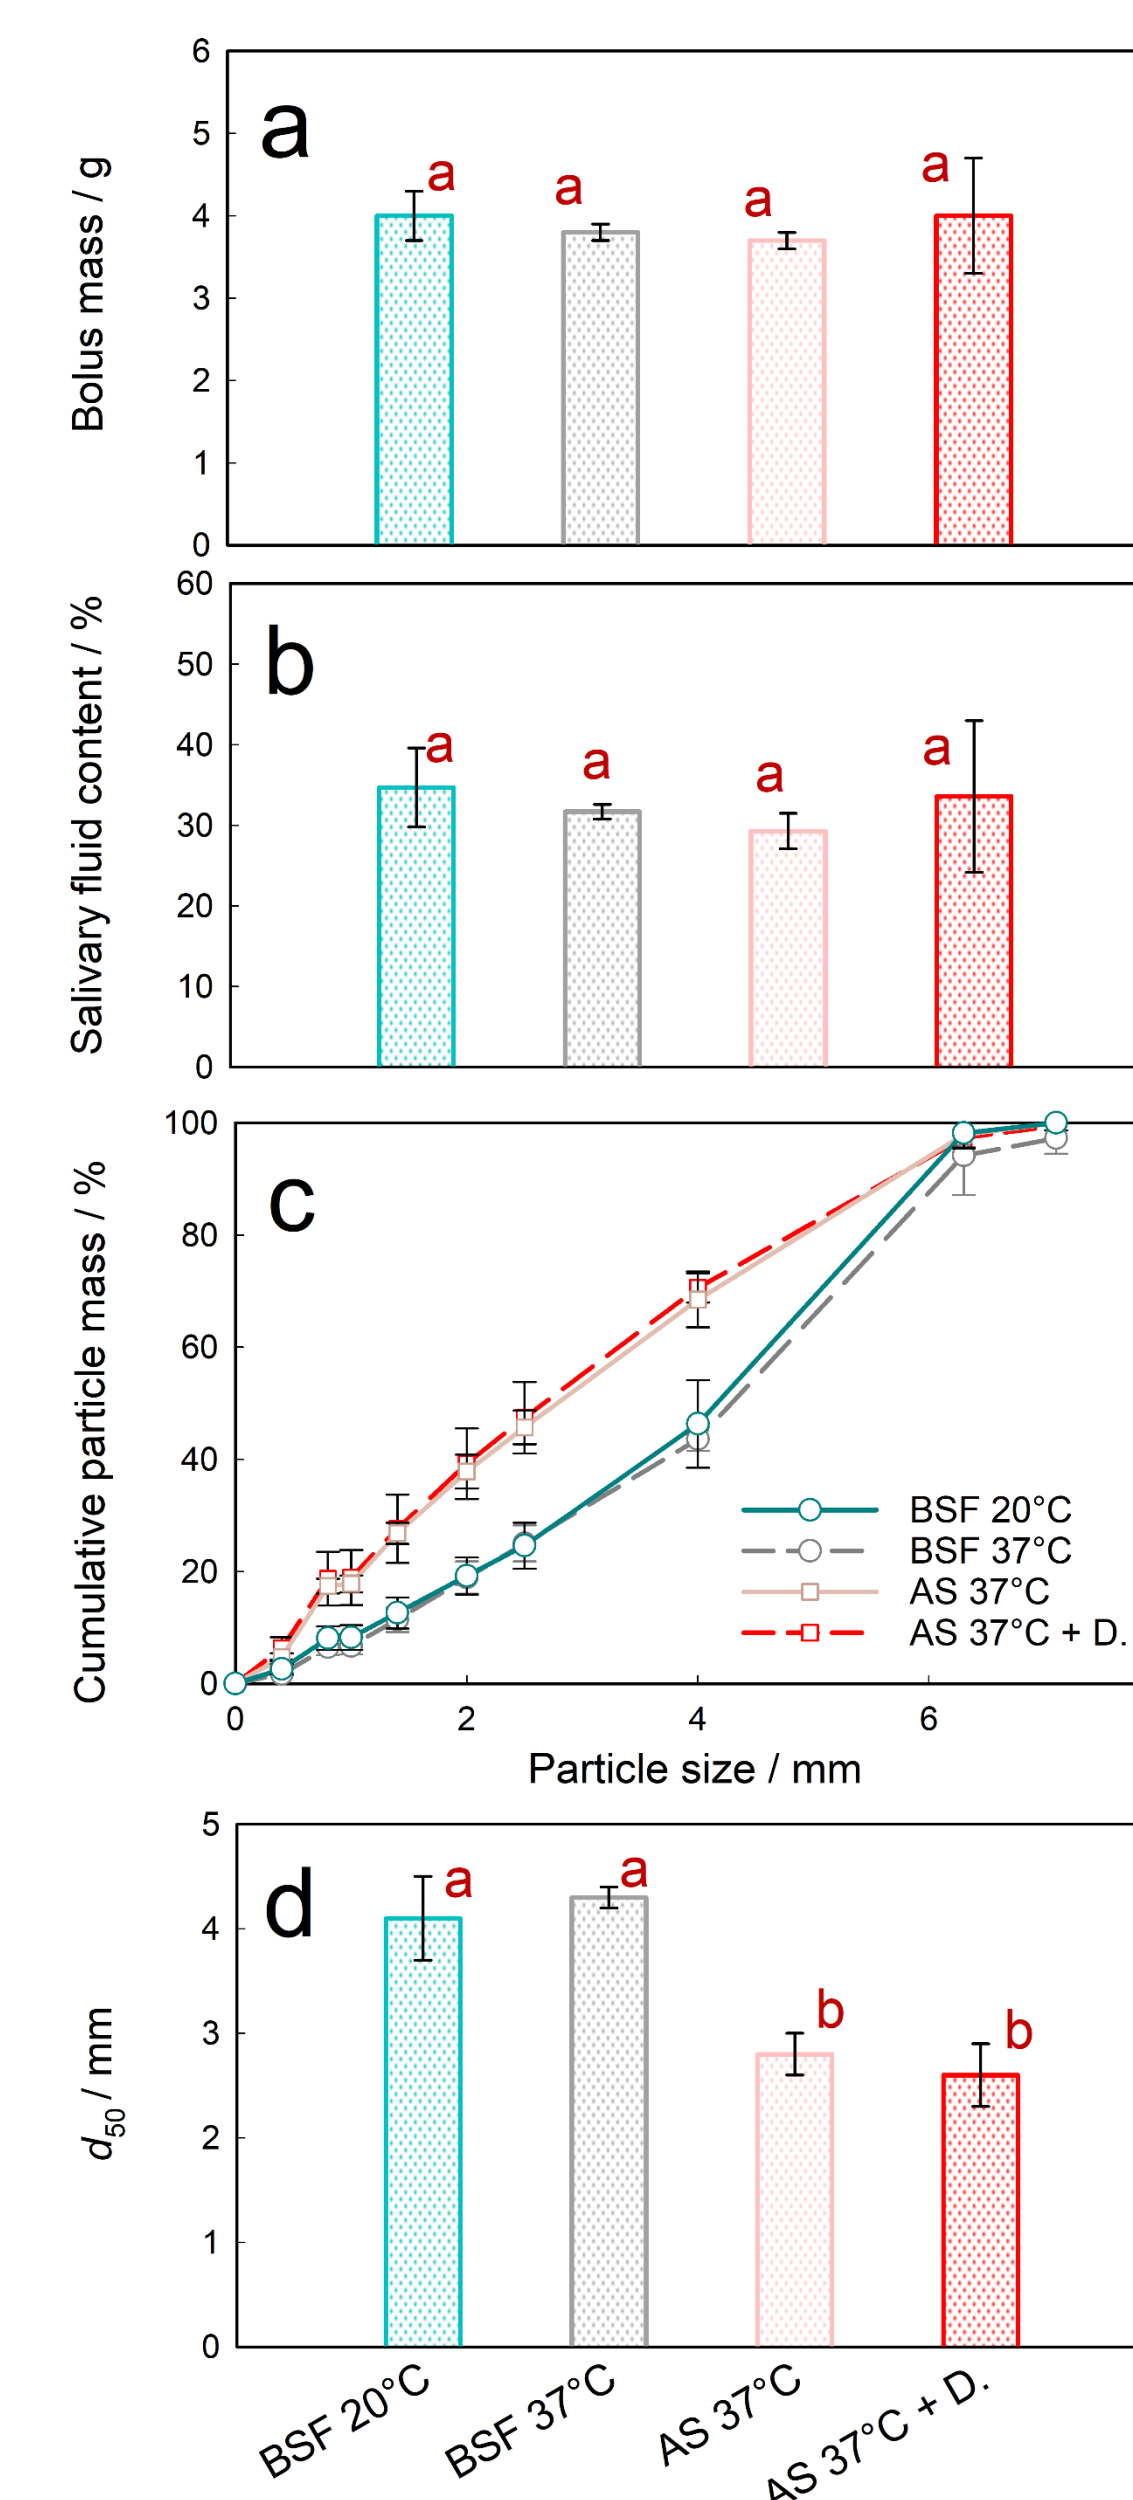 6
5
4
3
2
1
0
Bolus mass / g
a
a
a
a
a
60
50
40
30
20
10
0
Salivary fluid content / %
b
a
a
a
a
100
80
60
40
20
0
Cumulative particle mass / %
c
BSF 20°C
BSF 37°C
AS 37°C
AS 37°C + D.
0 2 4 6
Particle size / mm
5
4
3
2
1
0
d50 / mm
d
a
a
b
b
BSF 20°C
BSF 37°C
AS 37°C
AS 37°C + D.